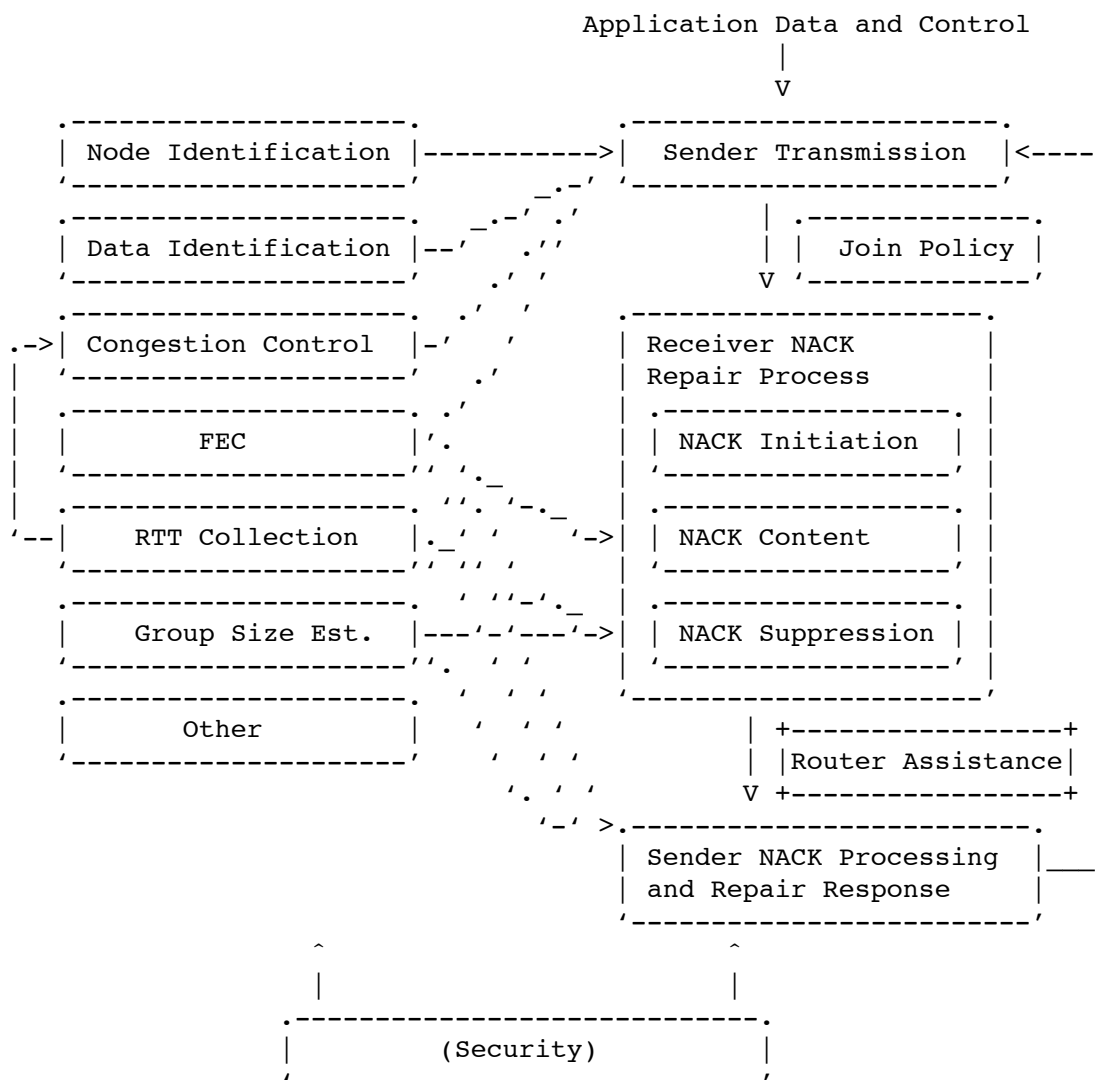 Application Data and Control
Node Identification
Sender Transmission
Data Identification
Join Policy
Congestion Control
Receiver NACK
Repair Process
FEC
NACK Initiation
RTT Collection
NACK Content
Group Size Est.
NACK Suppression
Other
Router Assistance
Sender NACK Processing
and Repair Response
(Security)